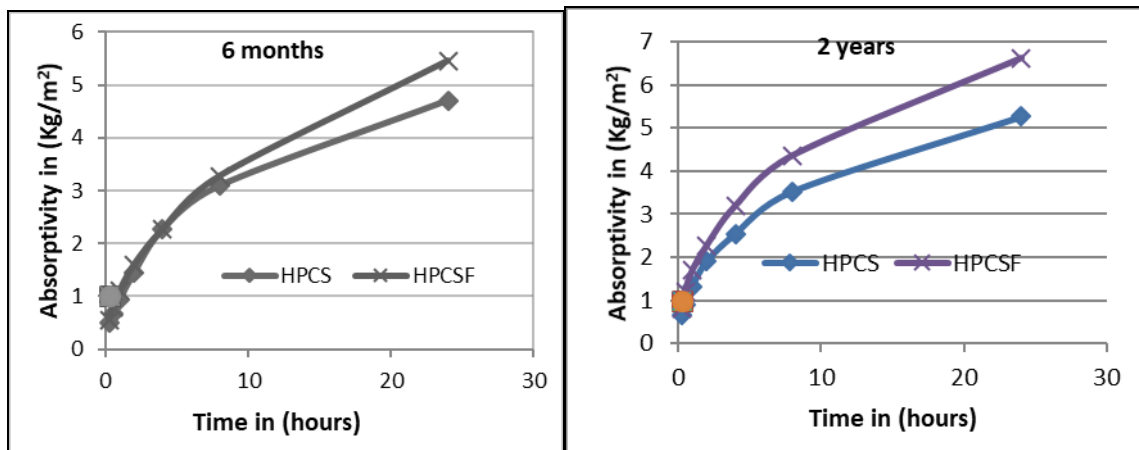 6 months
Absorptivity in (Kg/m²)
6
5
4
3
2
1
0
HPCS
HPCSF
0 10 20 30
Time in (hours)
2 years
Absorptivity in (Kg/m²)
7
6
5
4
3
2
1
0
HPCS
HPCSF
0 10 20 30
Time in (hours)